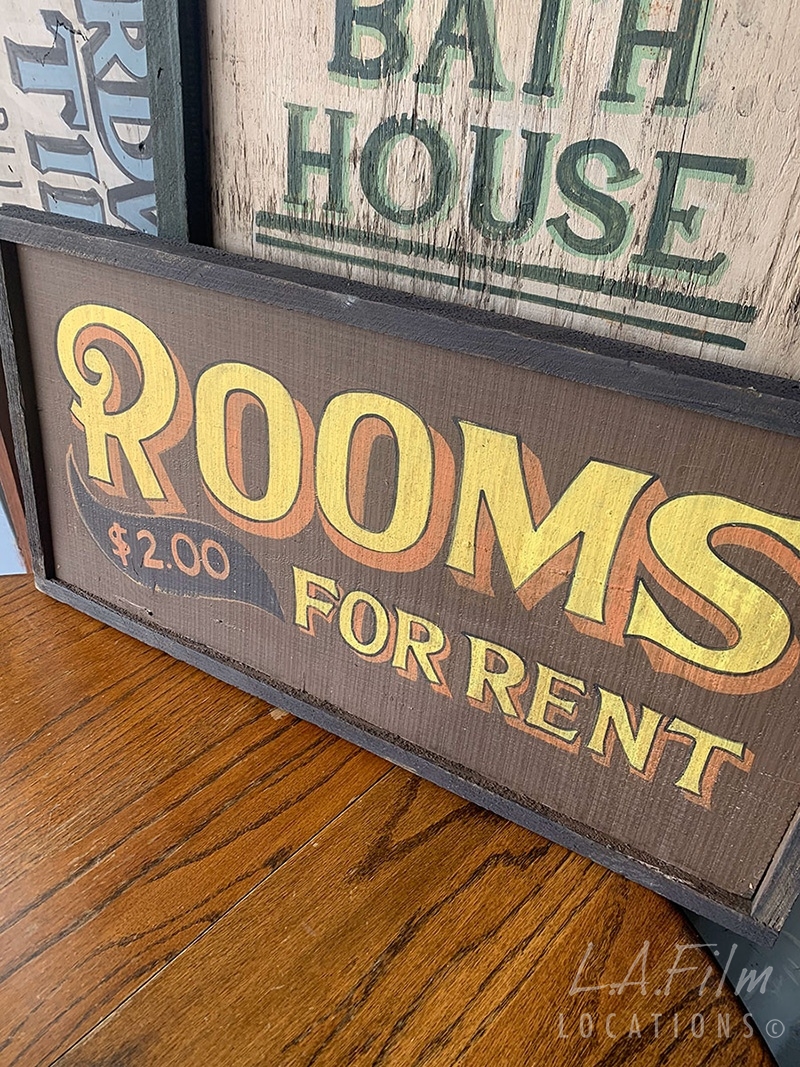 BATH
HOUSE
ROOMS
$2.00
FOR RENT
L.A.Film
LOCATIONS©